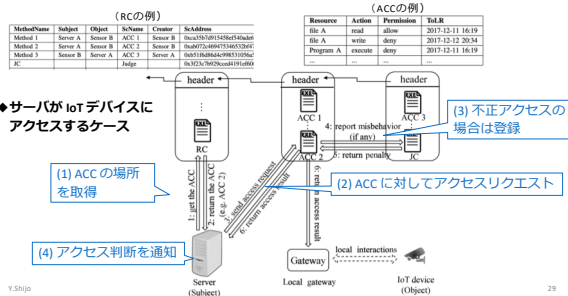 （RCの例）
MethodName Subject Object ScName Creator ScAddress
Method 1 Server A Sensor B ACC 1 Sensor B
Method 2 Server A Sensor B ACC 2 Sensor B
Method 3 Sensor B Server A ACC 3 Server A
JC Judge
（ACCの例）
Resource Action Permission ToLR
file A read allow 2017-12-11 16:19
file A write deny 2017-12-12 20:34
Program A execute deny 2017-12-11 16:19
... ... ... ...
header header header
◆サーバが IoT デバイスに
アクセスするケース
RC
ACC 1
ACC 2
ACC 3
JC
4: report misbehavior
(if any)
5: return penalty
(3) 不正アクセスの
場合は登録
(1) ACC の場所
を取得
(2) ACC に対してアクセスリクエスト
1: get the ACC
2: return the ACC
(e.g. ACC 2)
3: send access request
6: return access result
6: return access result
(4) アクセス判断を通知
Server
(Subject)
Gateway
Local gateway
local interactions
IoT device
(Object)
Y.Shijo
29